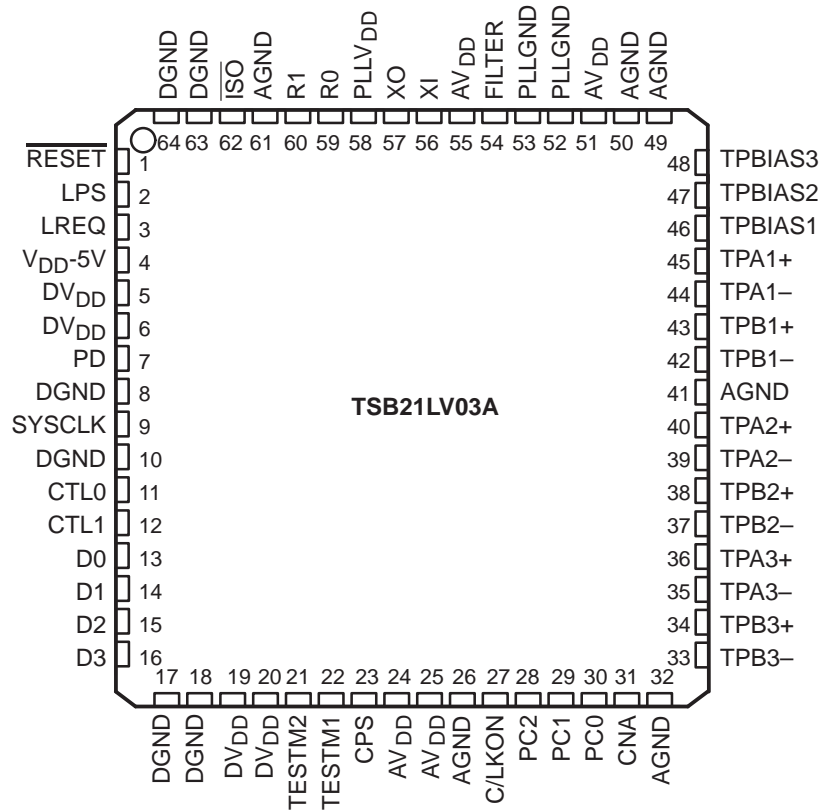 DGND
DGND
ISO
AGND
R1
R0
PLLVDD
XO
XI
AVDD
FILTER
PLLGND
PLLGND
AVDD
AGND
AGND
64 63 62 61 60 59 58 57 56 55 54 53 52 51 50 49
RESET 1
LPS 2
LREQ 3
VDD-5V 4
DVDD 5
DVDD 6
PD 7
DGND 8
SYSCLK 9
DGND 10
CTL0 11
CTL1 12
D0 13
D1 14
D2 15
D3 16
TSB21LV03A
48 TPBIAS3
47 TPBIAS2
46 TPBIAS1
45 TPA1+
44 TPA1–
43 TPB1+
42 TPB1–
41 AGND
40 TPA2+
39 TPA2–
38 TPB2+
37 TPB2–
36 TPA3+
35 TPA3–
34 TPB3+
33 TPB3–
17 18 19 20 21 22 23 24 25 26 27 28 29 30 31 32
DGND
DGND
DVDD
DVDD
TESTM2
TESTM1
CPS
AVDD
AVDD
AGND
C/LKON
PC2
PC1
PC0
CNA
AGND